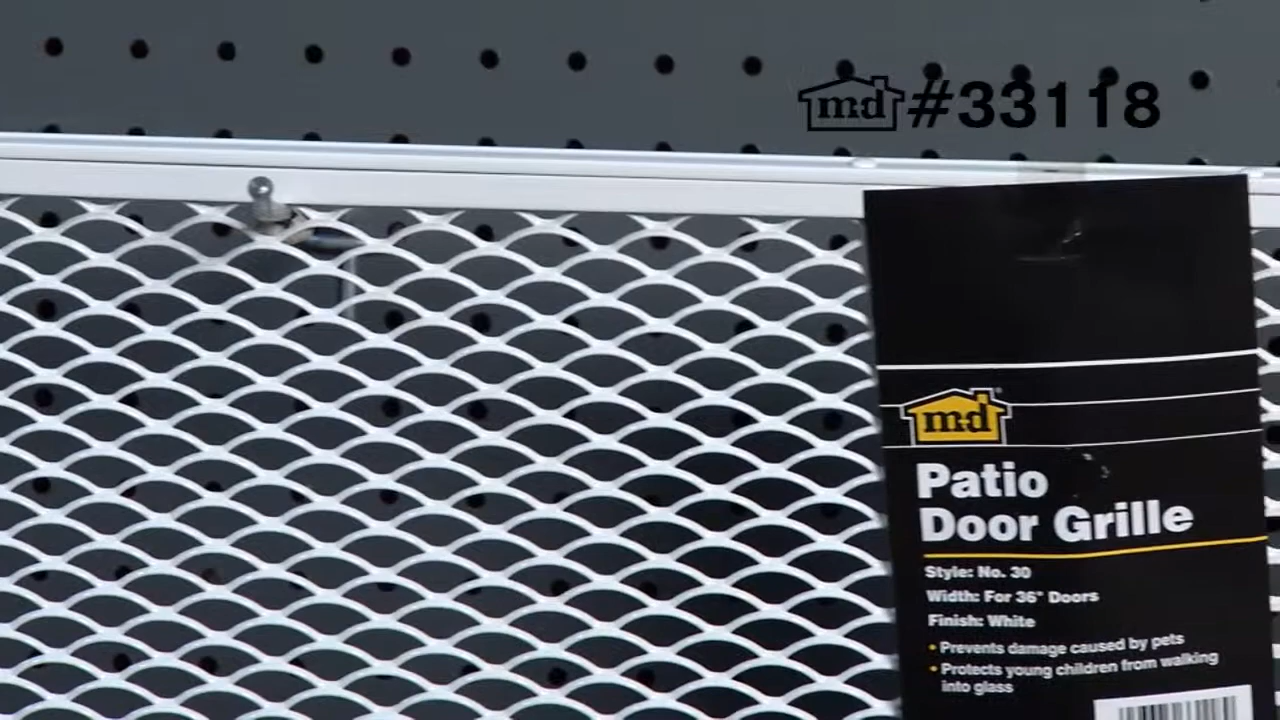 md #33118
m-d
Patio
Door Grille
Style: No. 30
Width: For 36" Doors
Finish: White
• Prevents damage caused by pets
• Protects young children from walking
into glass